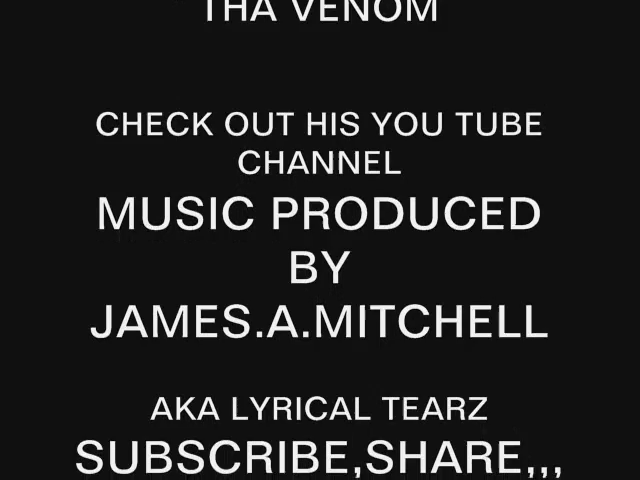 THA VENOM
CHECK OUT HIS YOU TUBE
CHANNEL
MUSIC PRODUCED
BY
JAMES.A.MITCHELL
AKA LYRICAL TEARZ
SUBSCRIBE,SHARE,,,